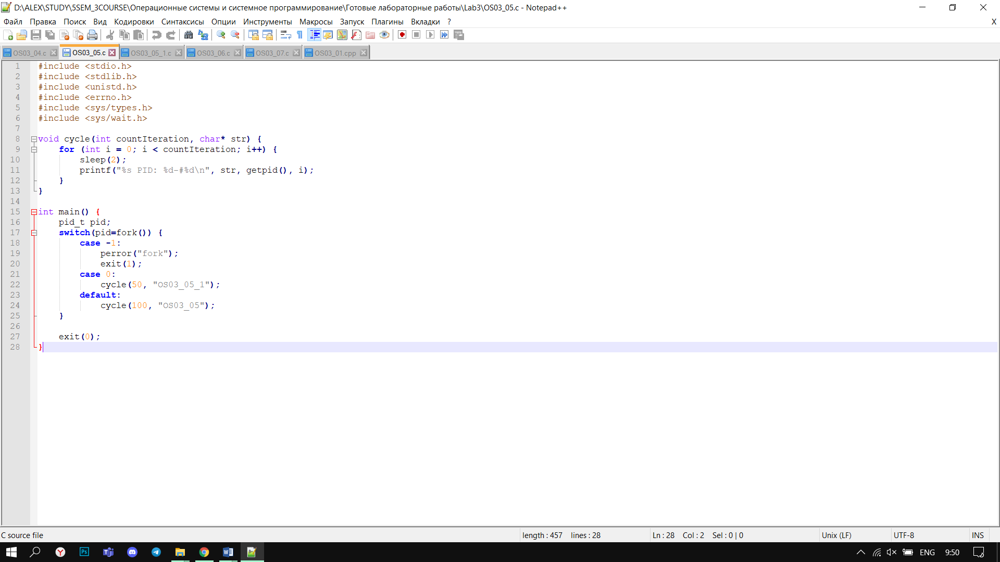 D:\ALEX\STUDY\5SEM_3COURSE\Операционные системы и системное программирование\Готовые лабораторные работы\Lab3\OS03_05.c - Notepad++
Файл Правка Поиск Вид Кодировки Синтаксисы Опции Инструменты Макросы Запуск Плагины Вкладки ? X
OS03_04.c OS03_05.c OS03_05_1.c OS03_06.c OS03_07.c OS03_01.cpp
1 #include <stdio.h>
2 #include <stdlib.h>
3 #include <unistd.h>
4 #include <errno.h>
5 #include <sys/types.h>
6 #include <sys/wait.h>
7
8 void cycle(int countIteration, char* str) {
9 for (int i = 0; i < countIteration; i++) {
10 sleep(2);
11 printf("%s PID: %d-#%d\n", str, getpid(), i);
12 }
13 }
14
15 int main() {
16 pid_t pid;
17 switch(pid=fork()) {
18 case -1:
19 perror("fork");
20 exit(1);
21 case 0:
22 cycle(50, "OS03_05_1");
23 default:
24 cycle(100, "OS03_05");
25 }
26
27 exit(0);
28 }
C source file length : 457 lines : 28 Ln : 28 Col : 2 Sel : 0 | 0 Unix (LF) UTF-8 INS
ENG 9:50